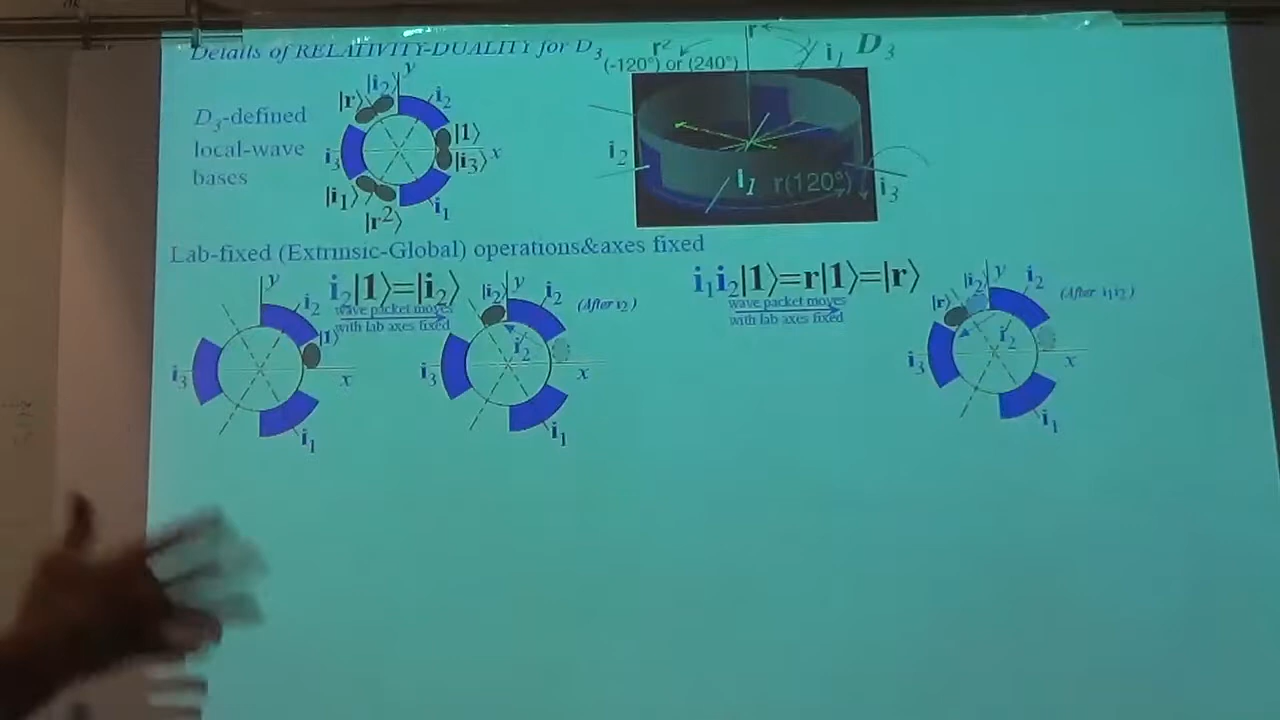 Details of RELATIVITY-DUALITY for D₃
r² r i₁ D₃
(-120°) or (240°)
|i₂⟩ y
|r⟩ i₂
D₃-defined
|1⟩
local-wave
i₃ |i₃⟩ x i₂
bases
I₁ r(120°) i₃
|i₁⟩ i₁
|r²⟩
Lab-fixed (Extrinsic-Global) operations&axes fixed
y i₂ i₂|1⟩=|i₂⟩ |i₂⟩ y i₂ (After i₂)
wave packet moves
with lab axes fixed
|1⟩ i₂
i₃ x i₃ x
i₁ i₁
i₁i₂|1⟩=r|1⟩=|r⟩ |i₂⟩ y i₂ (After i₁i₂)
wave packet moves |r⟩
with lab axes fixed
i₂
i₃ x
i₁